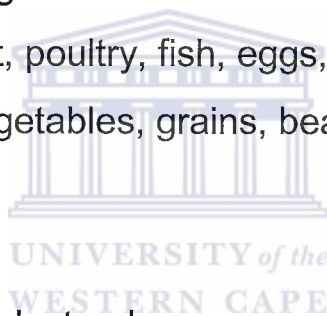 t, poultry, fish, eggs,
getables, grains, bea
UNIVERSITY of the
WESTERN CAPE